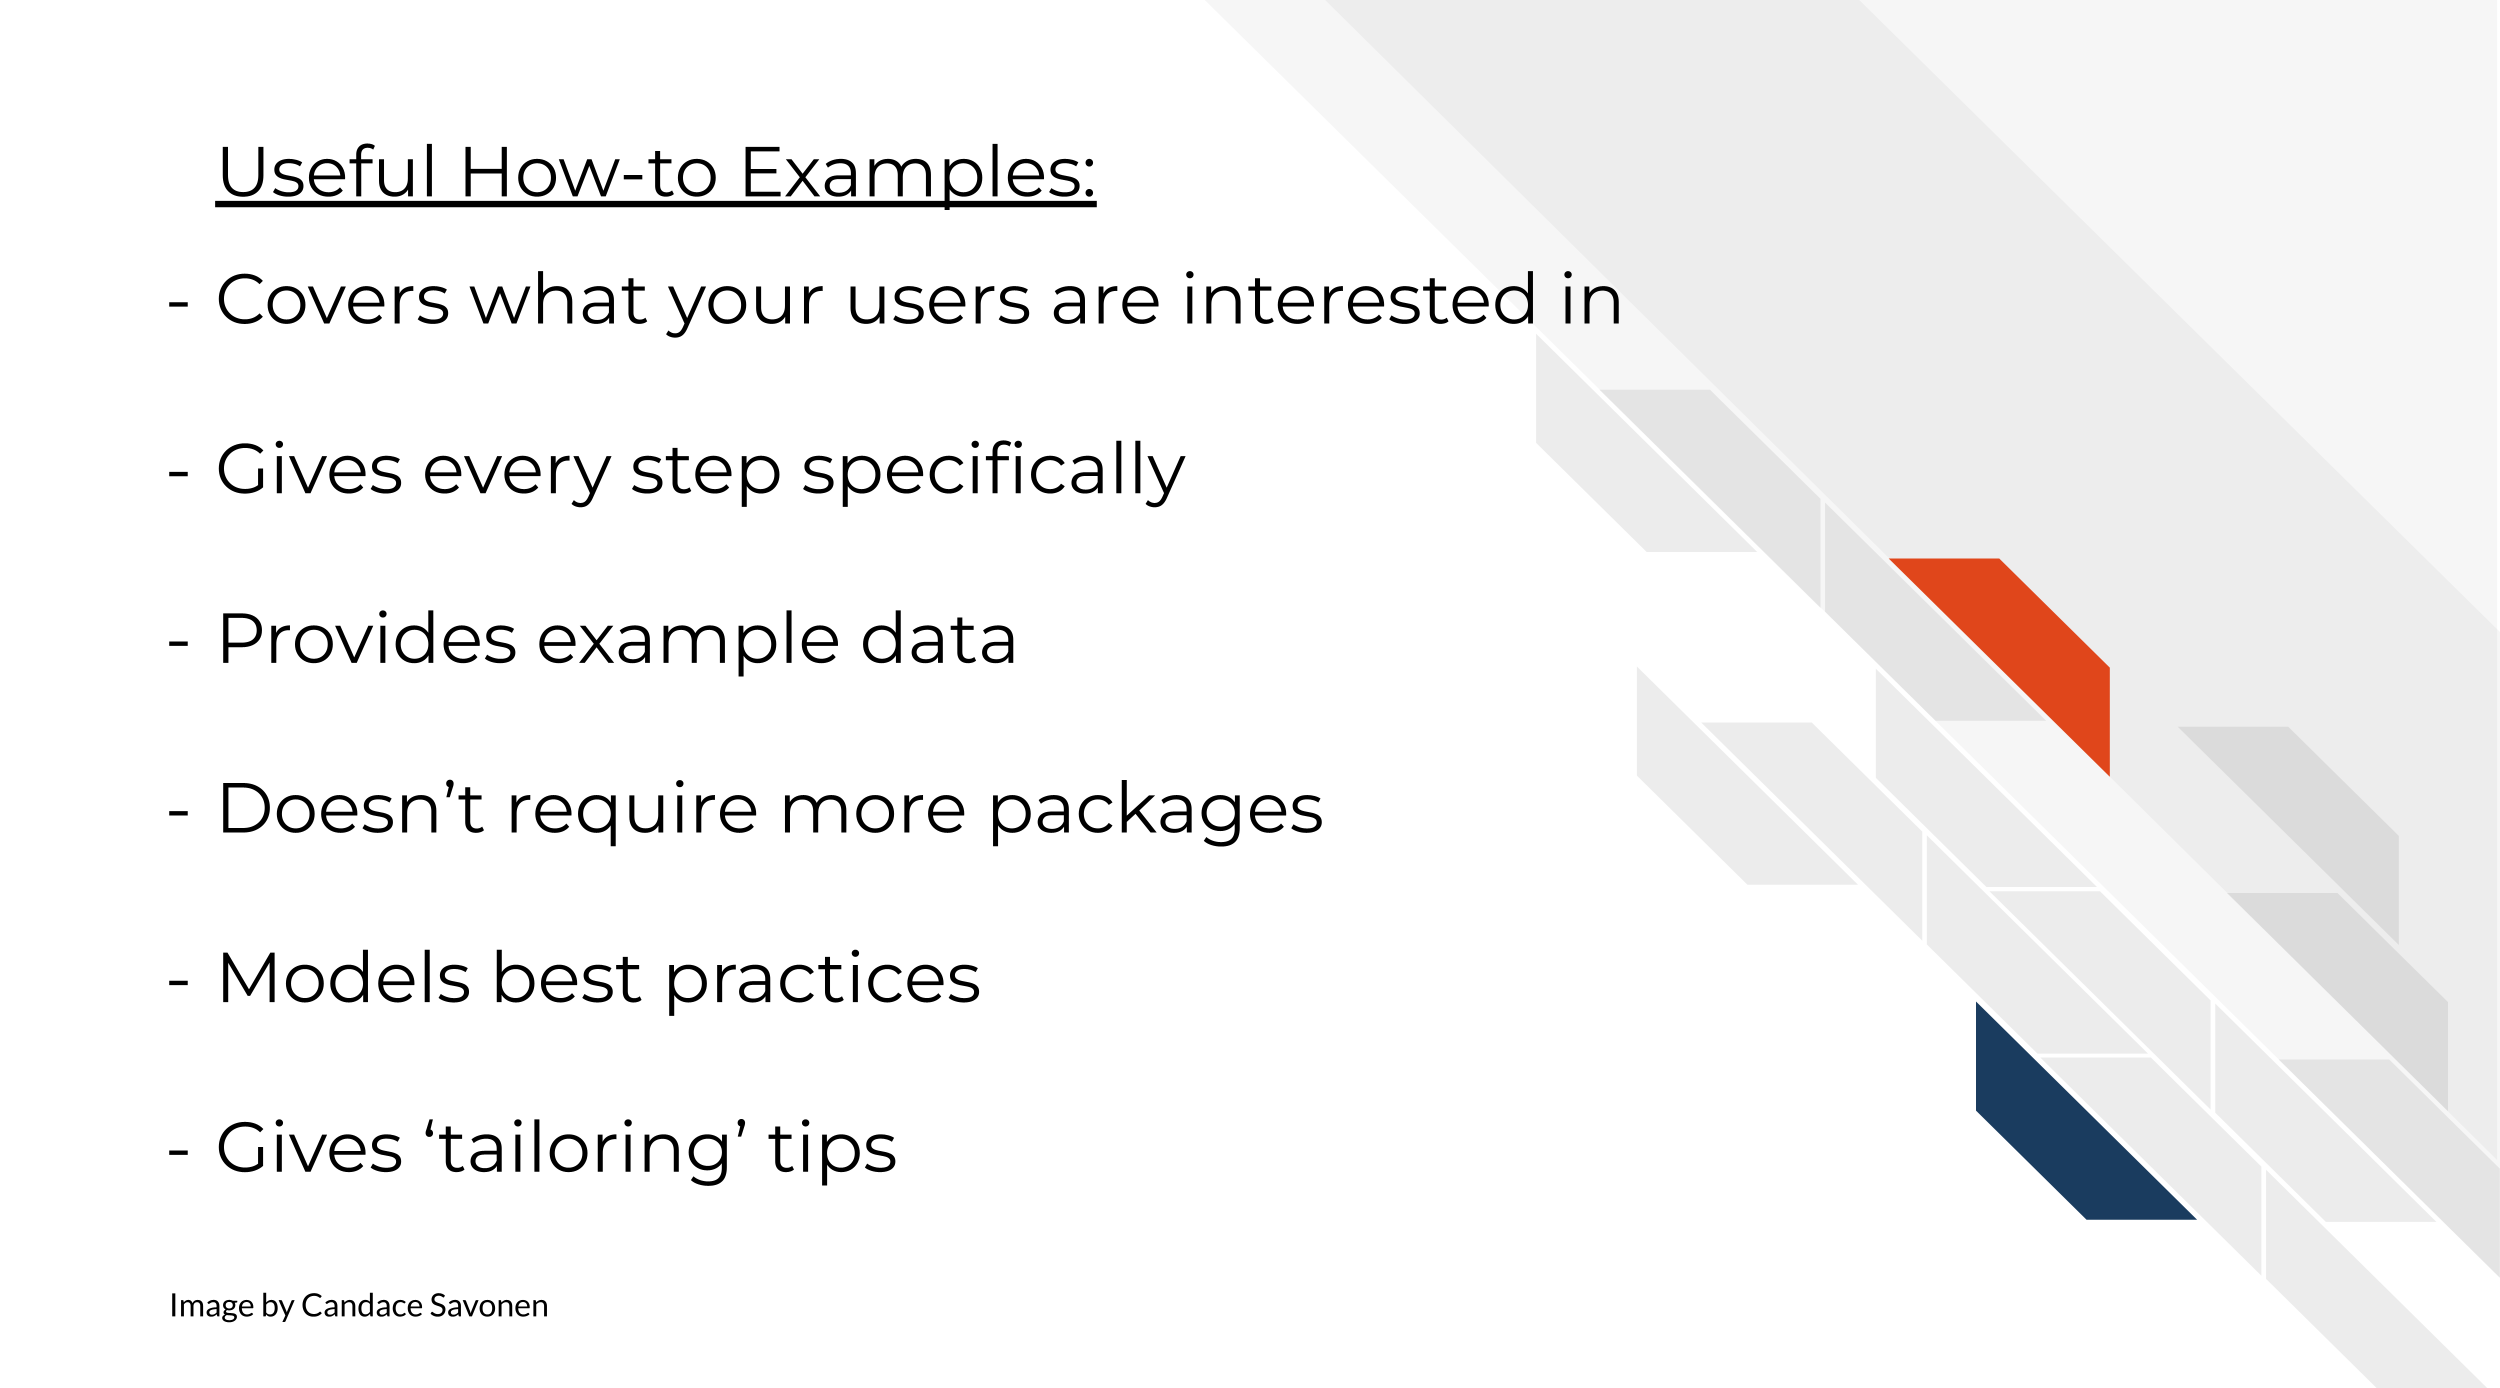 Useful How-to Examples:
- Covers what your users are interested in
- Gives every step specifically
- Provides example data
- Doesn't require more packages
- Models best practices
- Gives ‘tailoring’ tips
Image by Candace Savonen